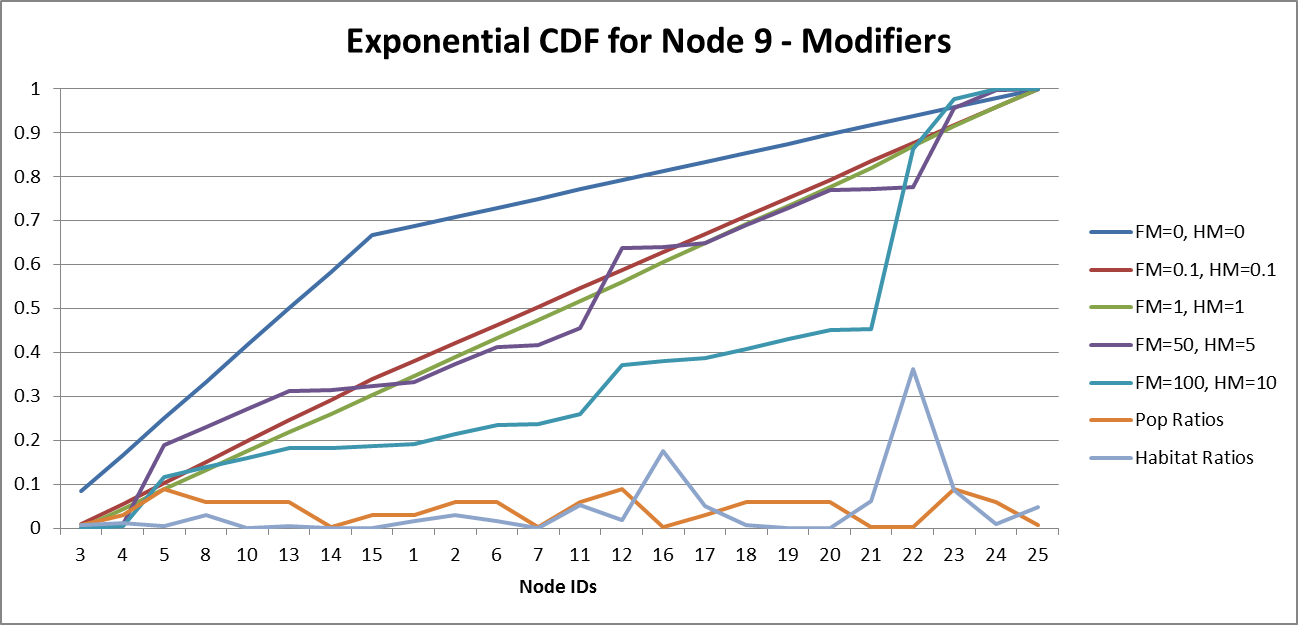 Exponential CDF for Node 9 - Modifiers
1
0.9
0.8
0.7
0.6
0.5
0.4
0.3
0.2
0.1
0
3 4 5 8 10 13 14 15 1 2 6 7 11 12 16 17 18 19 20 21 22 23 24 25
Node IDs
FM=0, HM=0
FM=0.1, HM=0.1
FM=1, HM=1
FM=50, HM=5
FM=100, HM=10
Pop Ratios
Habitat Ratios